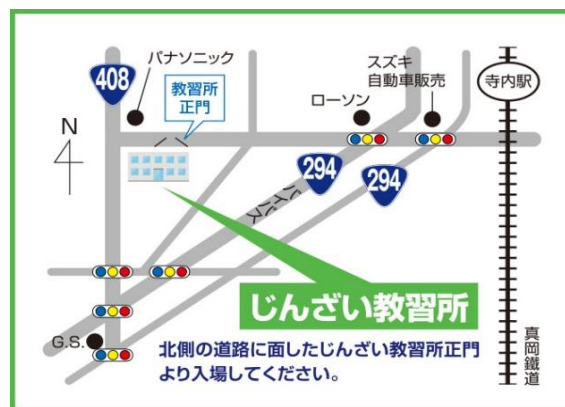 408
パナソニック
教習所
正門
ローソン
スズキ
自動車販売
寺内駅
N
294
バイパス
294
じんざい教習所
G.S.
北側の道路に面したじんざい教習所正門
より入場してください。
真岡鐵道